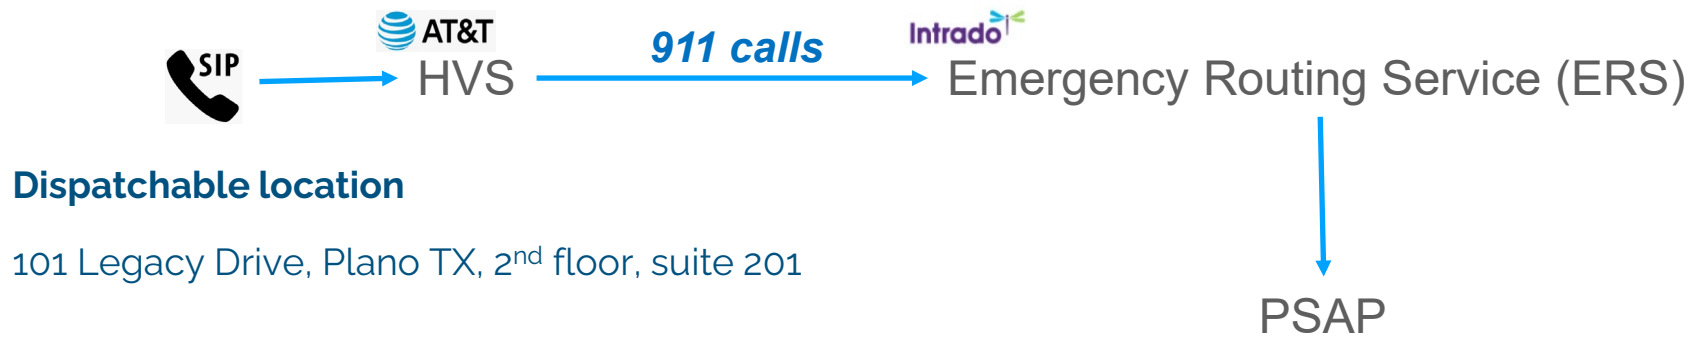 SIP
AT&T
HVS
911 calls
Intrado
Emergency Routing Service (ERS)
Dispatchable location
101 Legacy Drive, Plano TX, 2nd floor, suite 201
PSAP